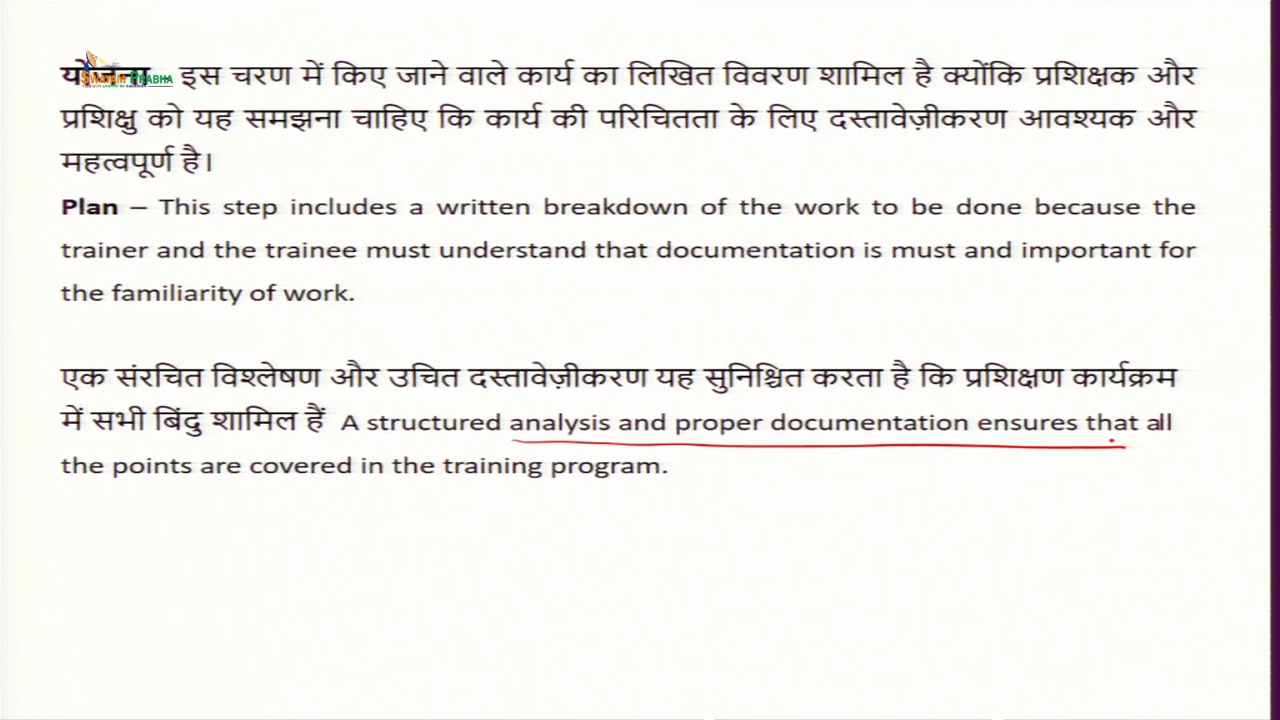 योजना इस चरण में किए जाने वाले कार्य का लिखित विवरण शामिल है क्योंकि प्रशिक्षक और
प्रशिक्षु को यह समझना चाहिए कि कार्य की परिचितता के लिए दस्तावेज़ीकरण आवश्यक और
महत्वपूर्ण है।
Plan – This step includes a written breakdown of the work to be done because the
trainer and the trainee must understand that documentation is must and important for
the familiarity of work.
एक संरचित विश्लेषण और उचित दस्तावेज़ीकरण यह सुनिश्चित करता है कि प्रशिक्षण कार्यक्रम
में सभी बिंदु शामिल हैं A structured analysis and proper documentation ensures that all
the points are covered in the training program.
SWAYAM PRABHA